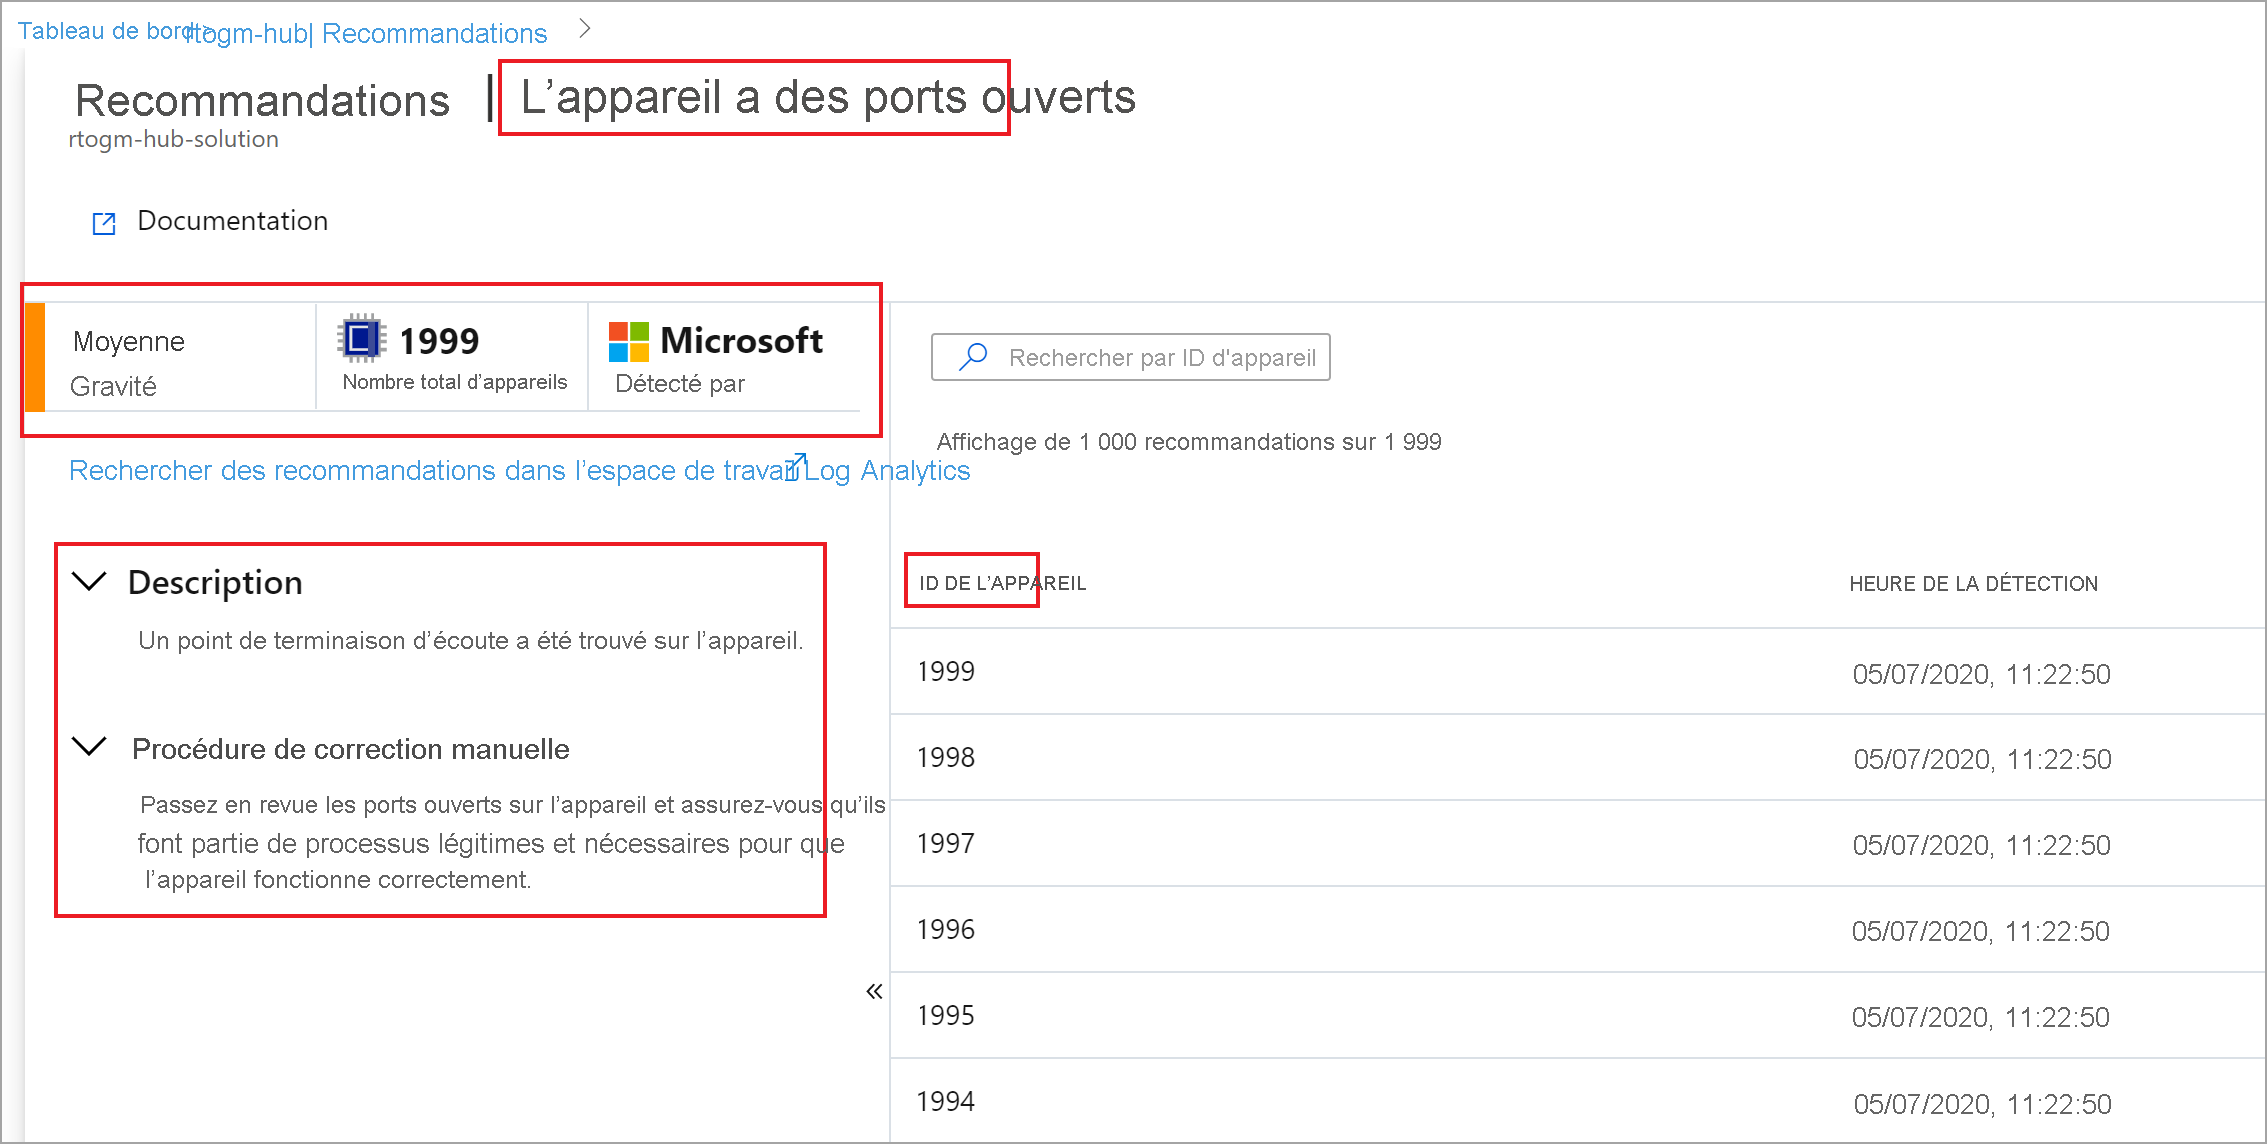 Tableau de bord >
rtogm-hub| Recommandations >
Recommandations | L’appareil a des ports ouverts
rtogm-hub-solution
Documentation
Moyenne
Gravité
1999
Nombre total d’appareils
Microsoft
Détecté par
Rechercher des recommandations dans l’espace de travail Log Analytics
Description
Un point de terminaison d’écoute a été trouvé sur l’appareil.
Procédure de correction manuelle
Passez en revue les ports ouverts sur l’appareil et assurez-vous qu’ils
font partie de processus légitimes et nécessaires pour que
l’appareil fonctionne correctement.
«
Rechercher par ID d'appareil
Affichage de 1 000 recommandations sur 1 999
ID DE L’APPAREIL HEURE DE LA DÉTECTION
1999 05/07/2020, 11:22:50
1998 05/07/2020, 11:22:50
1997 05/07/2020, 11:22:50
1996 05/07/2020, 11:22:50
1995 05/07/2020, 11:22:50
1994 05/07/2020, 11:22:50